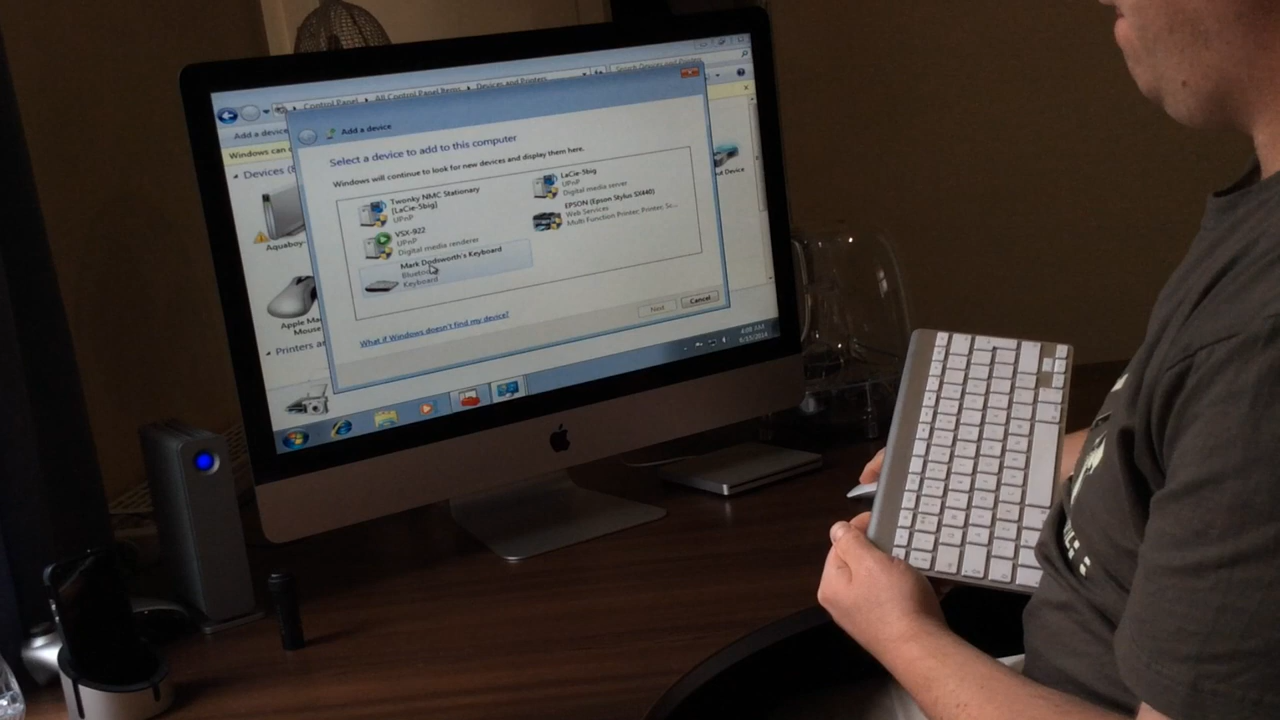 Control Panel ▸ All Control Panel Items ▸ Devices and Printers
Add a device
Windows can
Devices (
Aquaboy-
Apple Ma
Mouse
Printers a
Add a device
Select a device to add to this computer
Windows will continue to look for new devices and display them here.
Twonky NMC Stationary
[LaCie-5big]
UPnP
LaCie-5big
UPnP
Digital media server
VSX-922
UPnP
Digital media renderer
EPSON (Epson Stylus SX440)
Web Services
Multi Function Printer; Printer; Sc...
Mark Dodsworth's Keyboard
Keyboard
What if Windows doesn't find my device?
Next
Cancel
Device